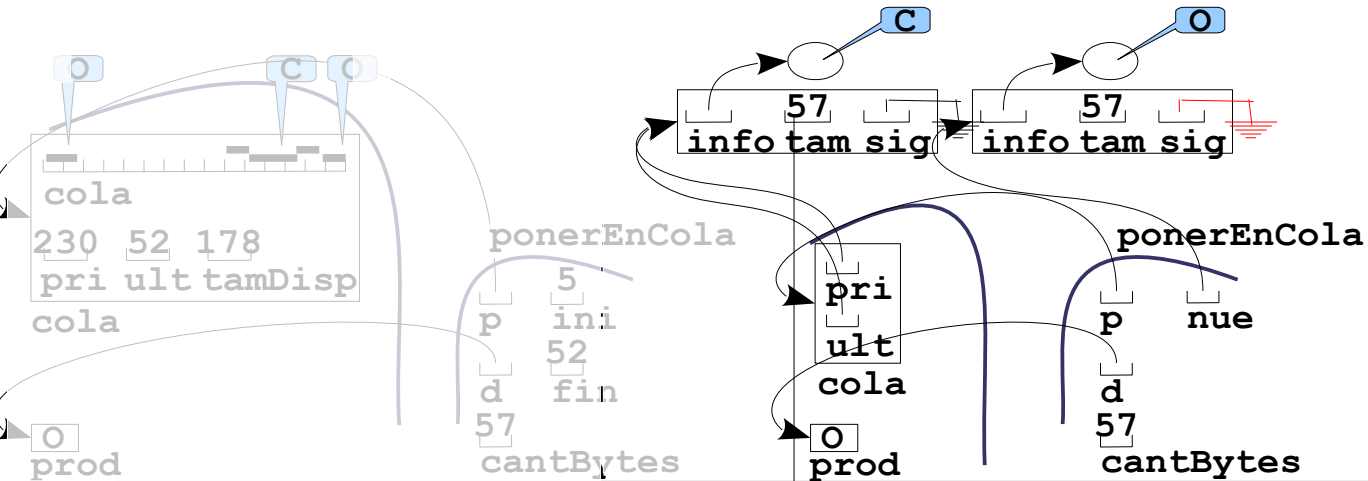 C O
O C O
57 57
info tam sig info tam sig
cola
230 52 178
pri ult tamDisp
cola
ponerEnCola
5
p ini
52
d fin
57
cantBytes
O
prod
ponerEnCola
pri
ult
cola
p nue
d
57
cantBytes
O
prod